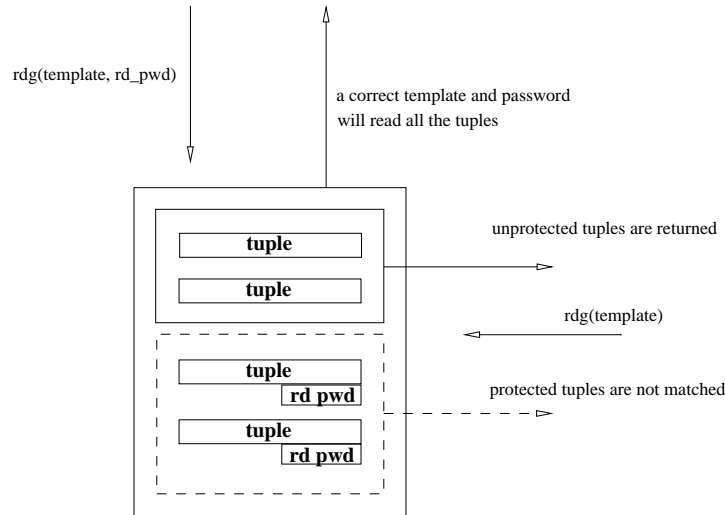 rdg(template, rd_pwd)
a correct template and password
will read all the tuples
tuple
tuple
unprotected tuples are returned
rdg(template)
tuple
rd pwd
protected tuples are not matched
tuple
rd pwd